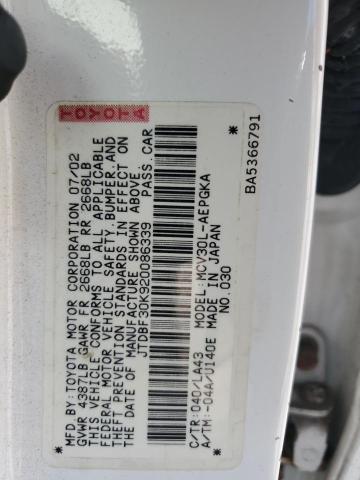 TOYOTA
MFD BY:TOYOTA MOTOR CORPORATION 07/02
GVWR 4387LB GAWR FR 2668LB RR 2668LB
THIS VEHICLE CONFORMS TO ALL APPLICABLE
FEDERAL MOTOR VEHICLE SAFETY, BUMPER, AND
THEFT PREVENTION STANDARDS IN EFFECT ON
THE DATE OF MANUFACTURE SHOWN ABOVE.
JTDBF30K920086339 PASS.CAR
C/TR:040/LA43 MODEL:MCV30L-AEPGKA
A/TM:-04A/U140E MADE IN JAPAN
NO.030
* BA5366791 *